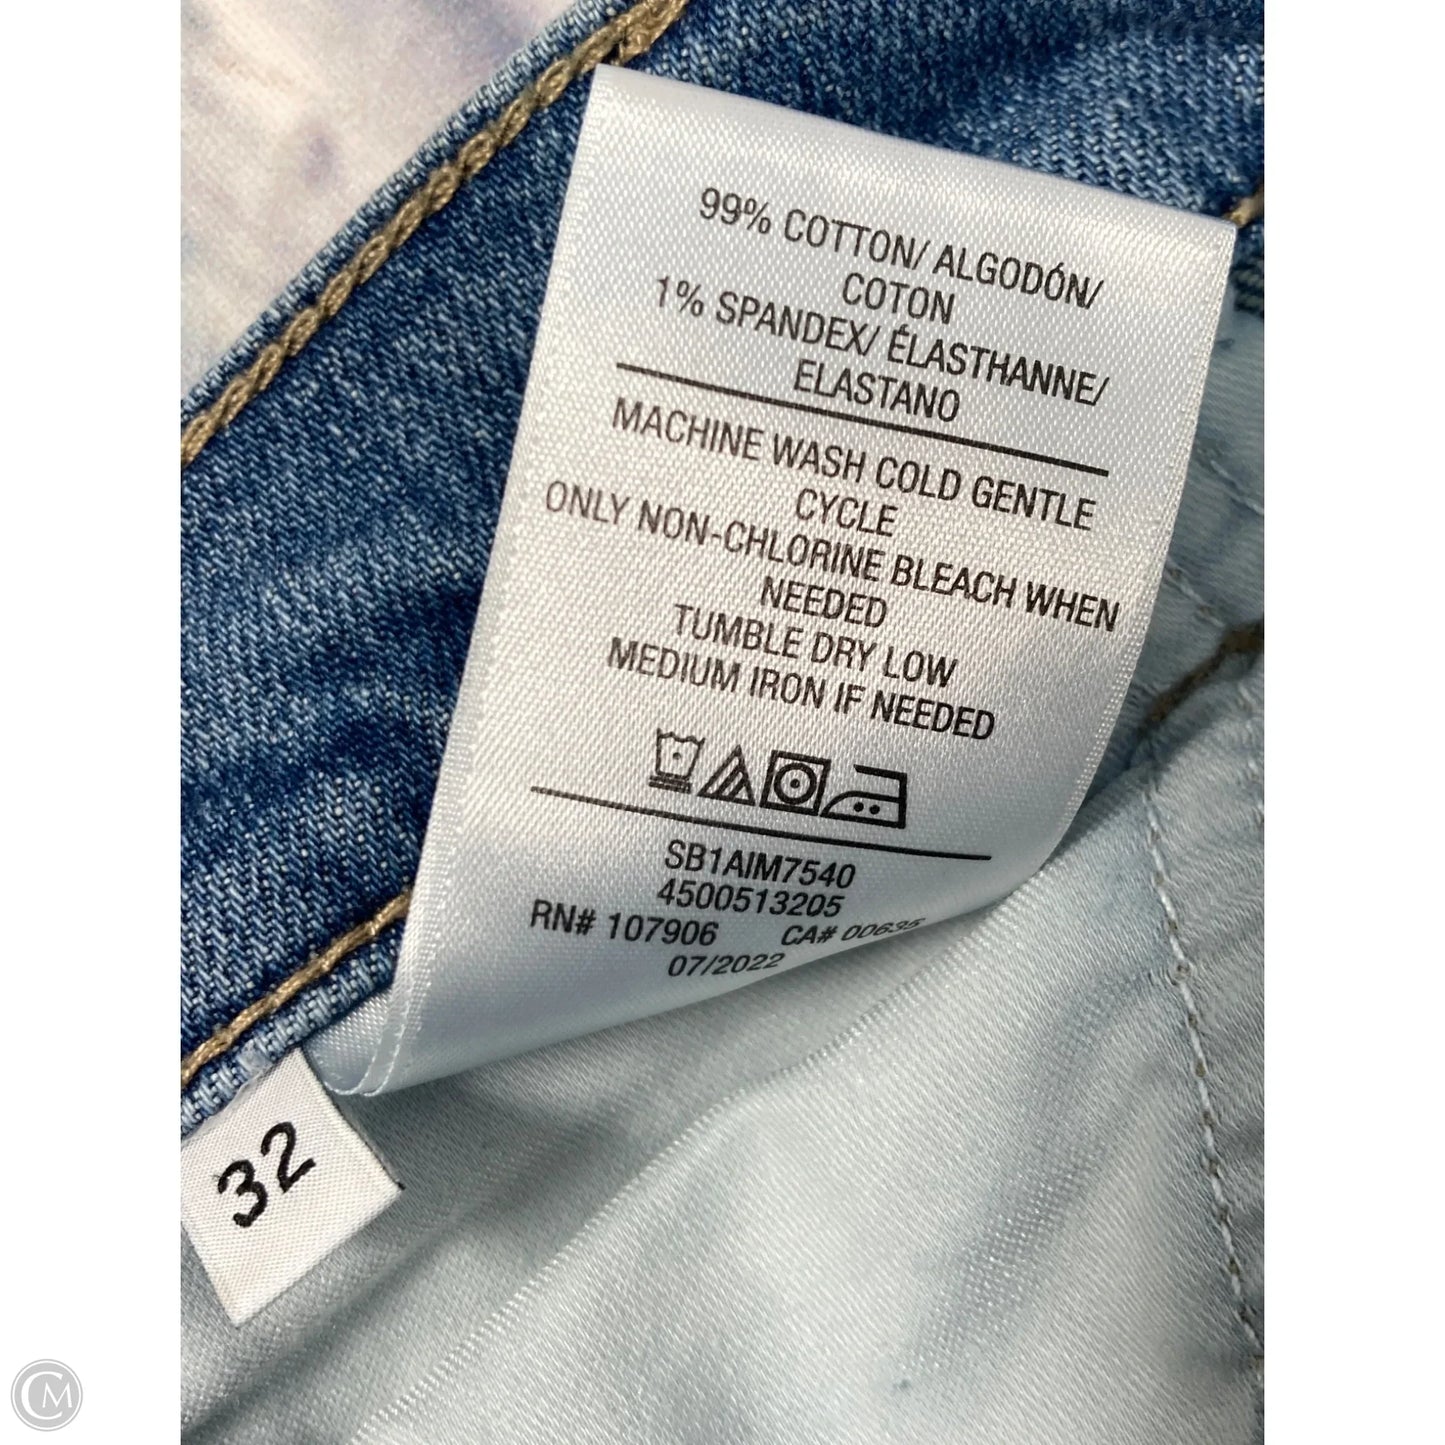 99% COTTON/ ALGODÓN/
COTON
1% SPANDEX/ ÉLASTHANNE/
ELASTANO
MACHINE WASH COLD GENTLE
CYCLE
ONLY NON-CHLORINE BLEACH WHEN
NEEDED
TUMBLE DRY LOW
MEDIUM IRON IF NEEDED
SB1AIM7540
4500513205
RN# 107906 CA# 00635
07/2022
32
CM